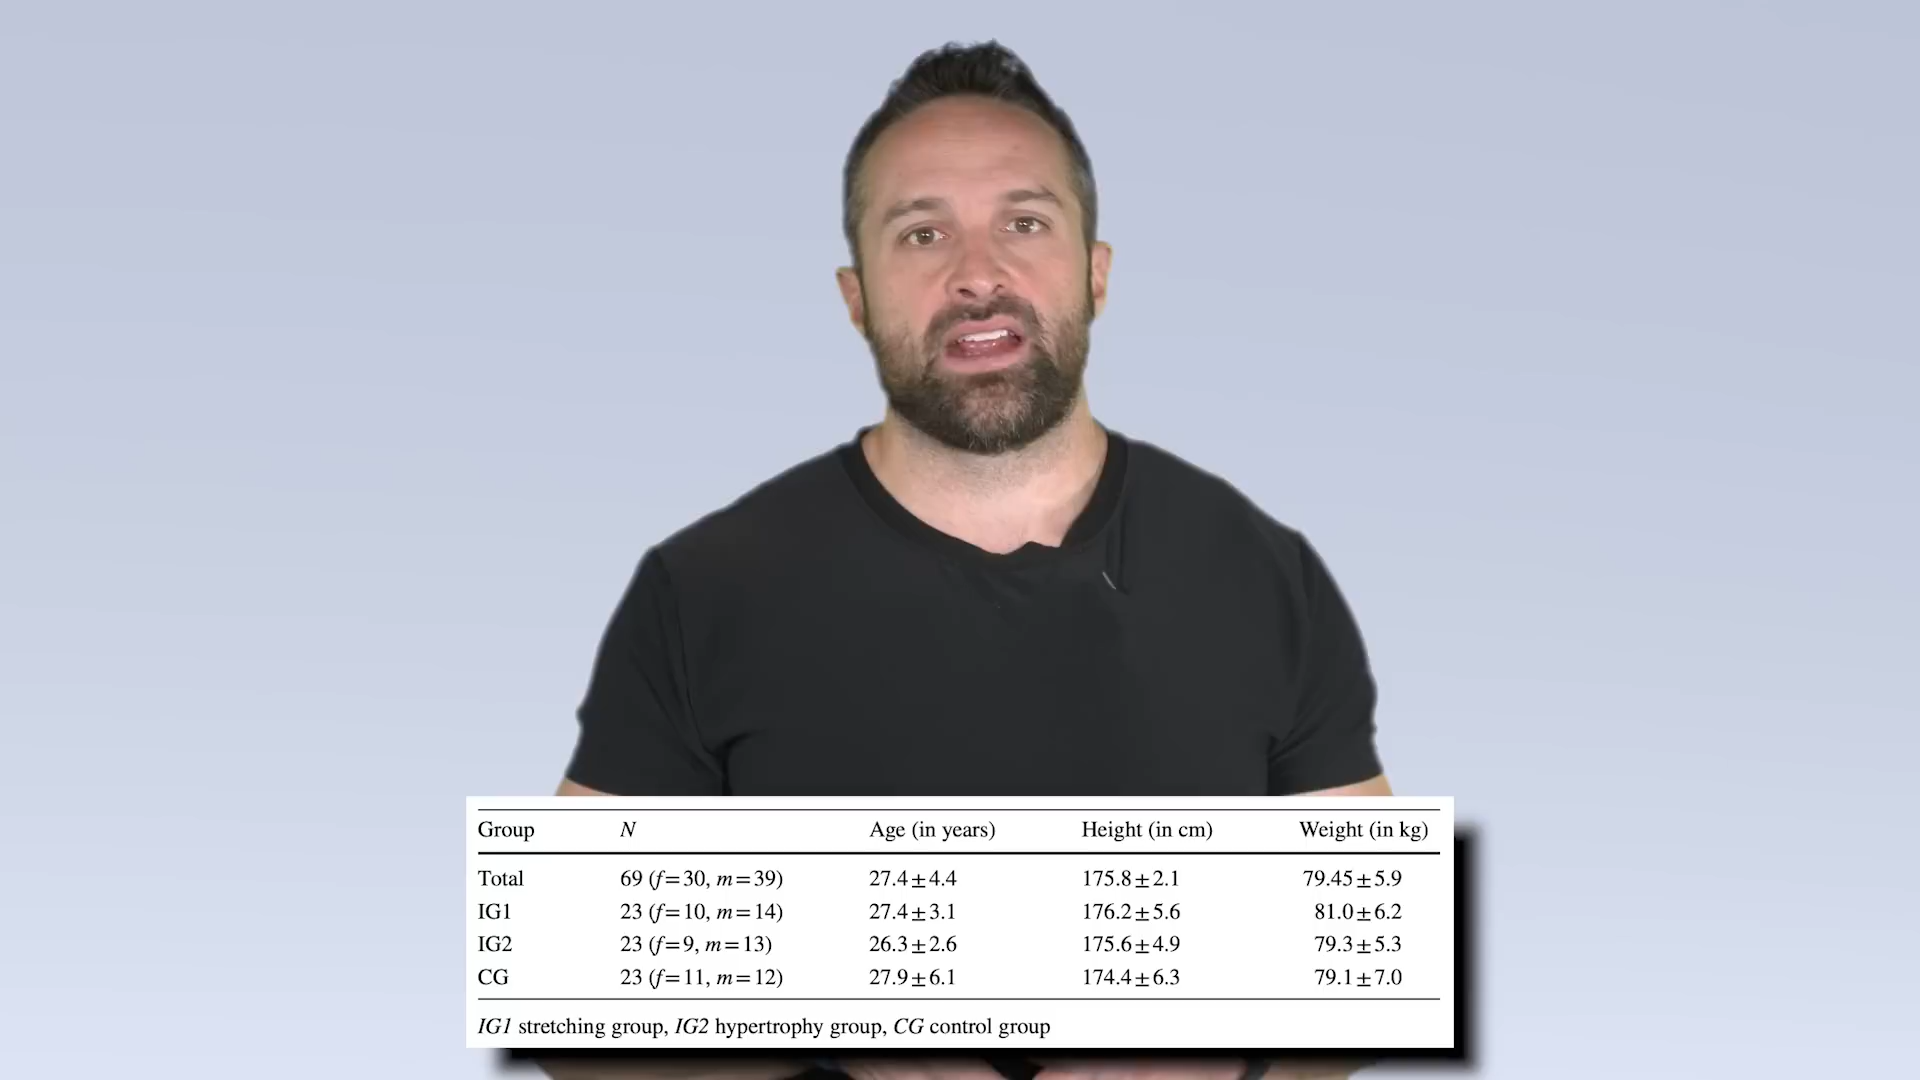 Group N Age (in years) Height (in cm) Weight (in kg)
Total 69 (f=30, m=39) 27.4±4.4 175.8±2.1 79.45±5.9
IG1 23 (f=10, m=14) 27.4±3.1 176.2±5.6 81.0±6.2
IG2 23 (f=9, m=13) 26.3±2.6 175.6±4.9 79.3±5.3
CG 23 (f=11, m=12) 27.9±6.1 174.4±6.3 79.1±7.0
IG1 stretching group, IG2 hypertrophy group, CG control group